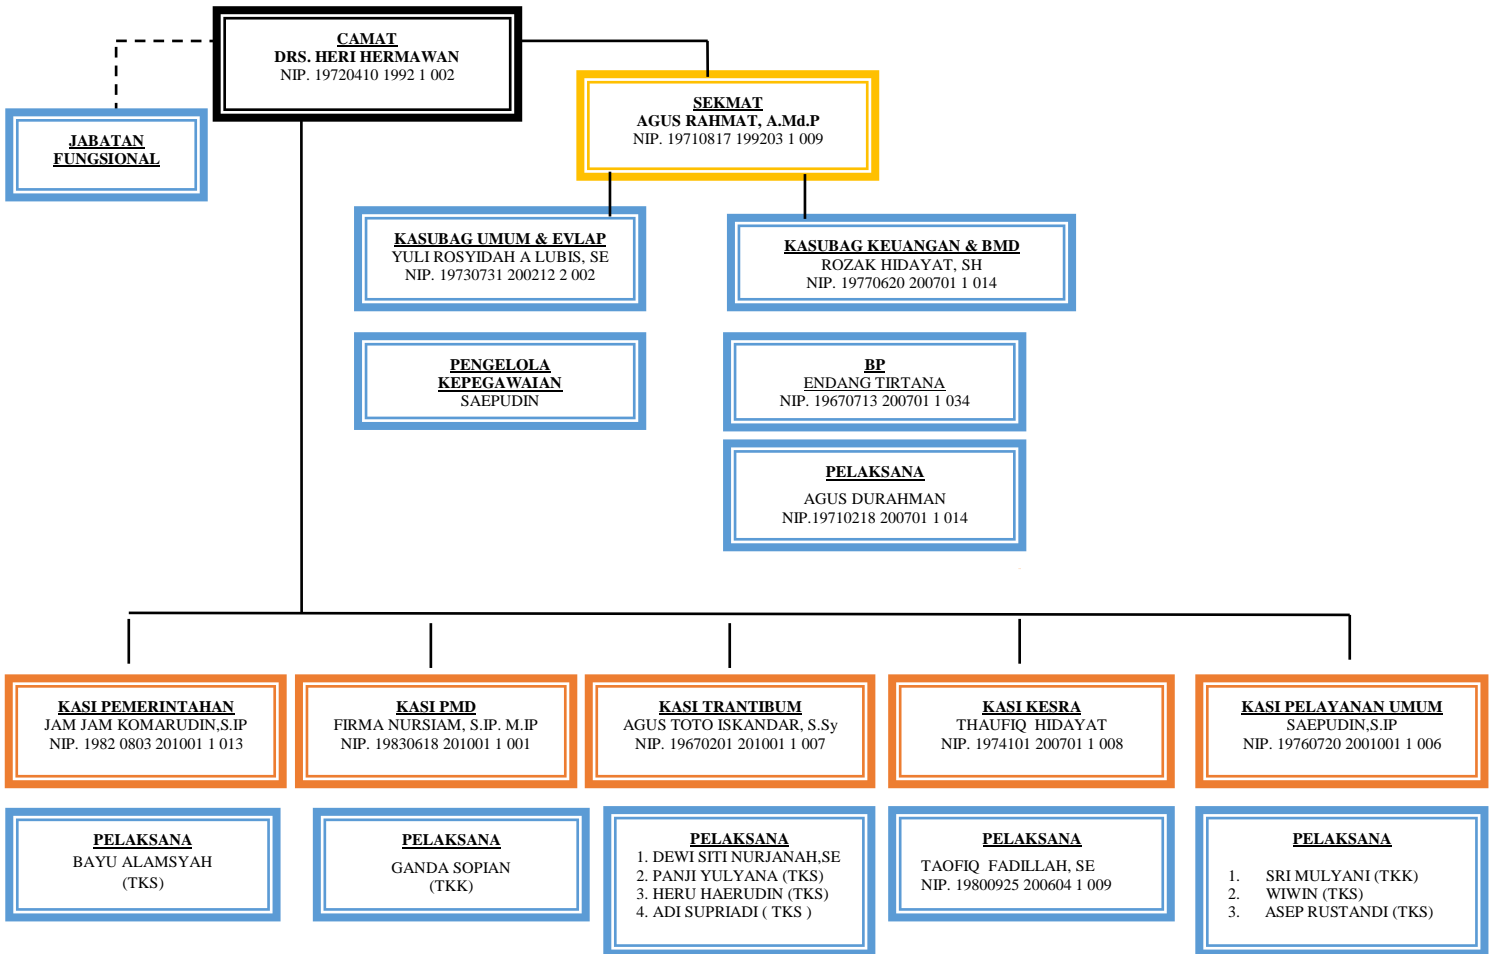 CAMAT
DRS. HERI HERMAWAN
NIP. 19720410 1992 1 002
SEKMAT
AGUS RAHMAT, A.Md.P
NIP. 19710817 199203 1 009
JABATAN
FUNGSIONAL
KASUBAG UMUM & EVLAP
YULI ROSYIDAH A LUBIS, SE
NIP. 19730731 200212 2 002
KASUBAG KEUANGAN & BMD
ROZAK HIDAYAT, SH
NIP. 19770620 200701 1 014
PENGELOLA
KEPEGAWAIAN
SAEPUDIN
BP
ENDANG TIRTANA
NIP. 19670713 200701 1 034
PELAKSANA
AGUS DURAHMAN
NIP.19710218 200701 1 014
KASI PEMERINTAHAN
JAM JAM KOMARUDIN,S.IP
NIP. 1982 0803 201001 1 013
KASI PMD
FIRMA NURSIAM, S.IP. M.IP
NIP. 19830618 201001 1 001
KASI TRANTIBUM
AGUS TOTO ISKANDAR, S.Sy
NIP. 19670201 201001 1 007
KASI KESRA
THAUFIQ  HIDAYAT
NIP. 1974101 200701 1 008
KASI PELAYANAN UMUM
SAEPUDIN,S.IP
NIP. 19760720 2001001 1 006
PELAKSANA
BAYU ALAMSYAH
(TKS)
PELAKSANA
GANDA SOPIAN
(TKK)
PELAKSANA
1. DEWI SITI NURJANAH,SE
2. PANJI YULYANA (TKS)
3. HERU HAERUDIN (TKS)
4. ADI SUPRIADI ( TKS )
PELAKSANA
TAOFIQ  FADILLAH, SE
NIP. 19800925 200604 1 009
PELAKSANA
1. SRI MULYANI (TKK)
2. WIWIN (TKS)
3. ASEP RUSTANDI (TKS)